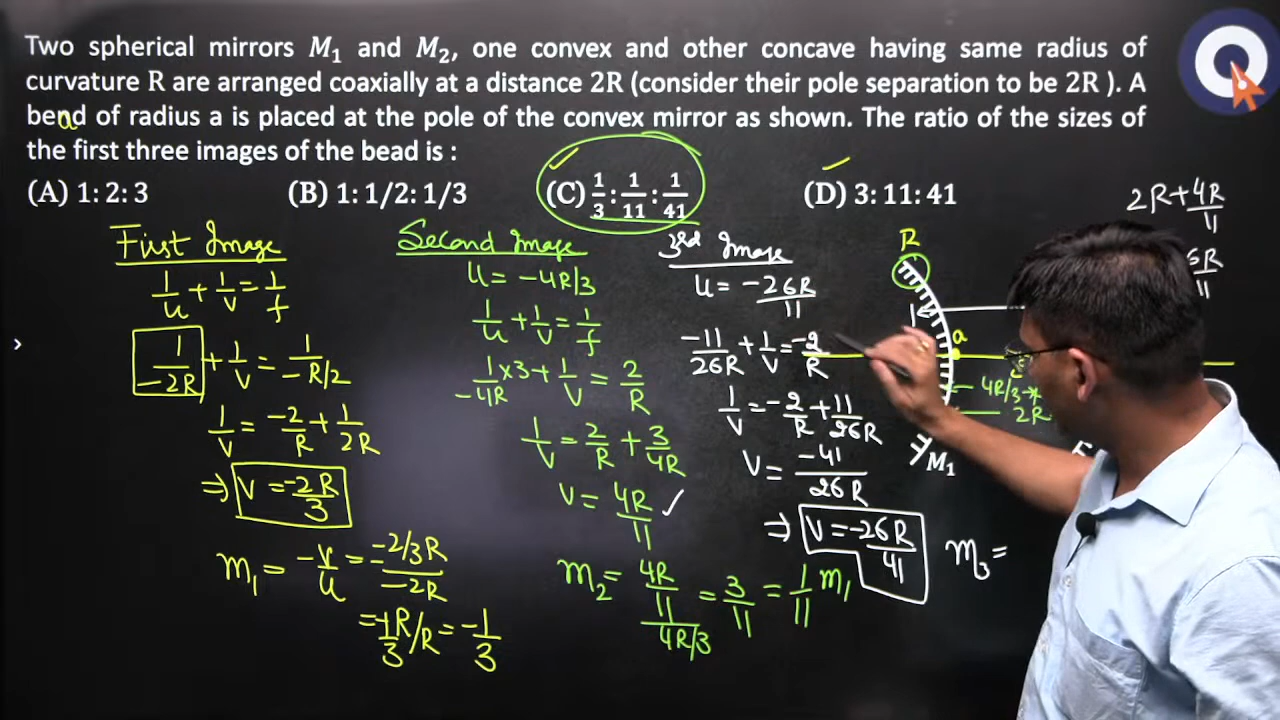 Two spherical mirrors M₁ and M₂, one convex and other concave having same radius of
curvature R are arranged coaxially at a distance 2R (consider their pole separation to be 2R ). A
bend of radius a is placed at the pole of the convex mirror as shown. The ratio of the sizes of
a
the first three images of the bead is :
(A) 1: 2: 3 (B) 1: 1/2: 1/3 (C) 1/3 : 1/11 : 1/41 (D) 3: 11: 41
First Image
1/u + 1/v = 1/f
1/-2R + 1/v = 1/-R/2
1/v = -2/R + 1/2R
⇒ v = -2R/3
m₁ = -v/u = -2/3R / -2R
= -1/3 R/R = -1/3
Second Image
u = -4R/3
1/u + 1/v = 1/f
1/-4R ×3 + 1/v = 2/R
1/v = 2/R + 3/4R
v = 4R/11 ✓
m₂ = 4R/11 / 4R/3 = 3/11 = 1/11 m₁
3rd Image
u = -26R/11
-11/26R + 1/v = -2/R
1/v = -2/R + 11/26R
v = -41/26R
⇒ v = -26R/41
m₃ =
2R + 4R/11
R
a
4R/3
2R
M₁